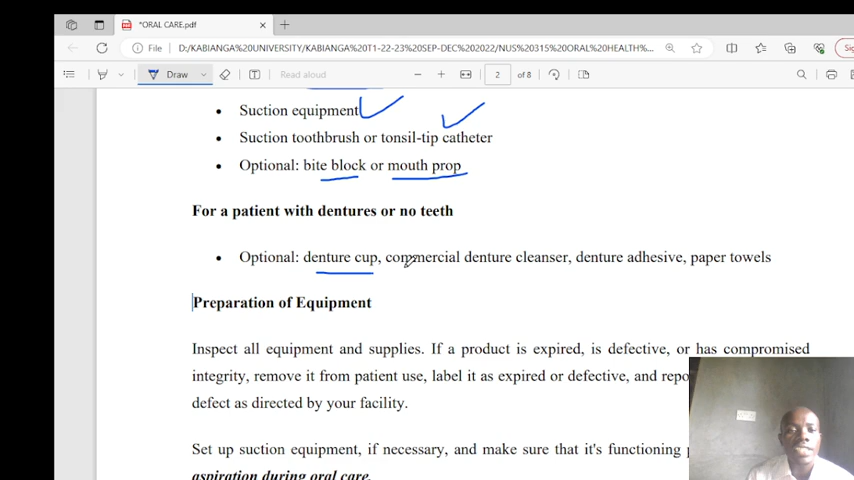 *ORAL CARE.pdf
File D:/KABIANGA%20UNIVERSITY/KABIANGA%20T1-22-23%20SEP-DEC%202022/NUS%20315%20ORAL%20HEALTH%...
Draw Read aloud 2 of 8
• Suction equipment
• Suction toothbrush or tonsil-tip catheter
• Optional: bite block or mouth prop
For a patient with dentures or no teeth
• Optional: denture cup, commercial denture cleanser, denture adhesive, paper towels
Preparation of Equipment
Inspect all equipment and supplies. If a product is expired, is defective, or has compromised
integrity, remove it from patient use, label it as expired or defective, and repo
defect as directed by your facility.
Set up suction equipment, if necessary, and make sure that it's functioning p
aspiration during oral care.